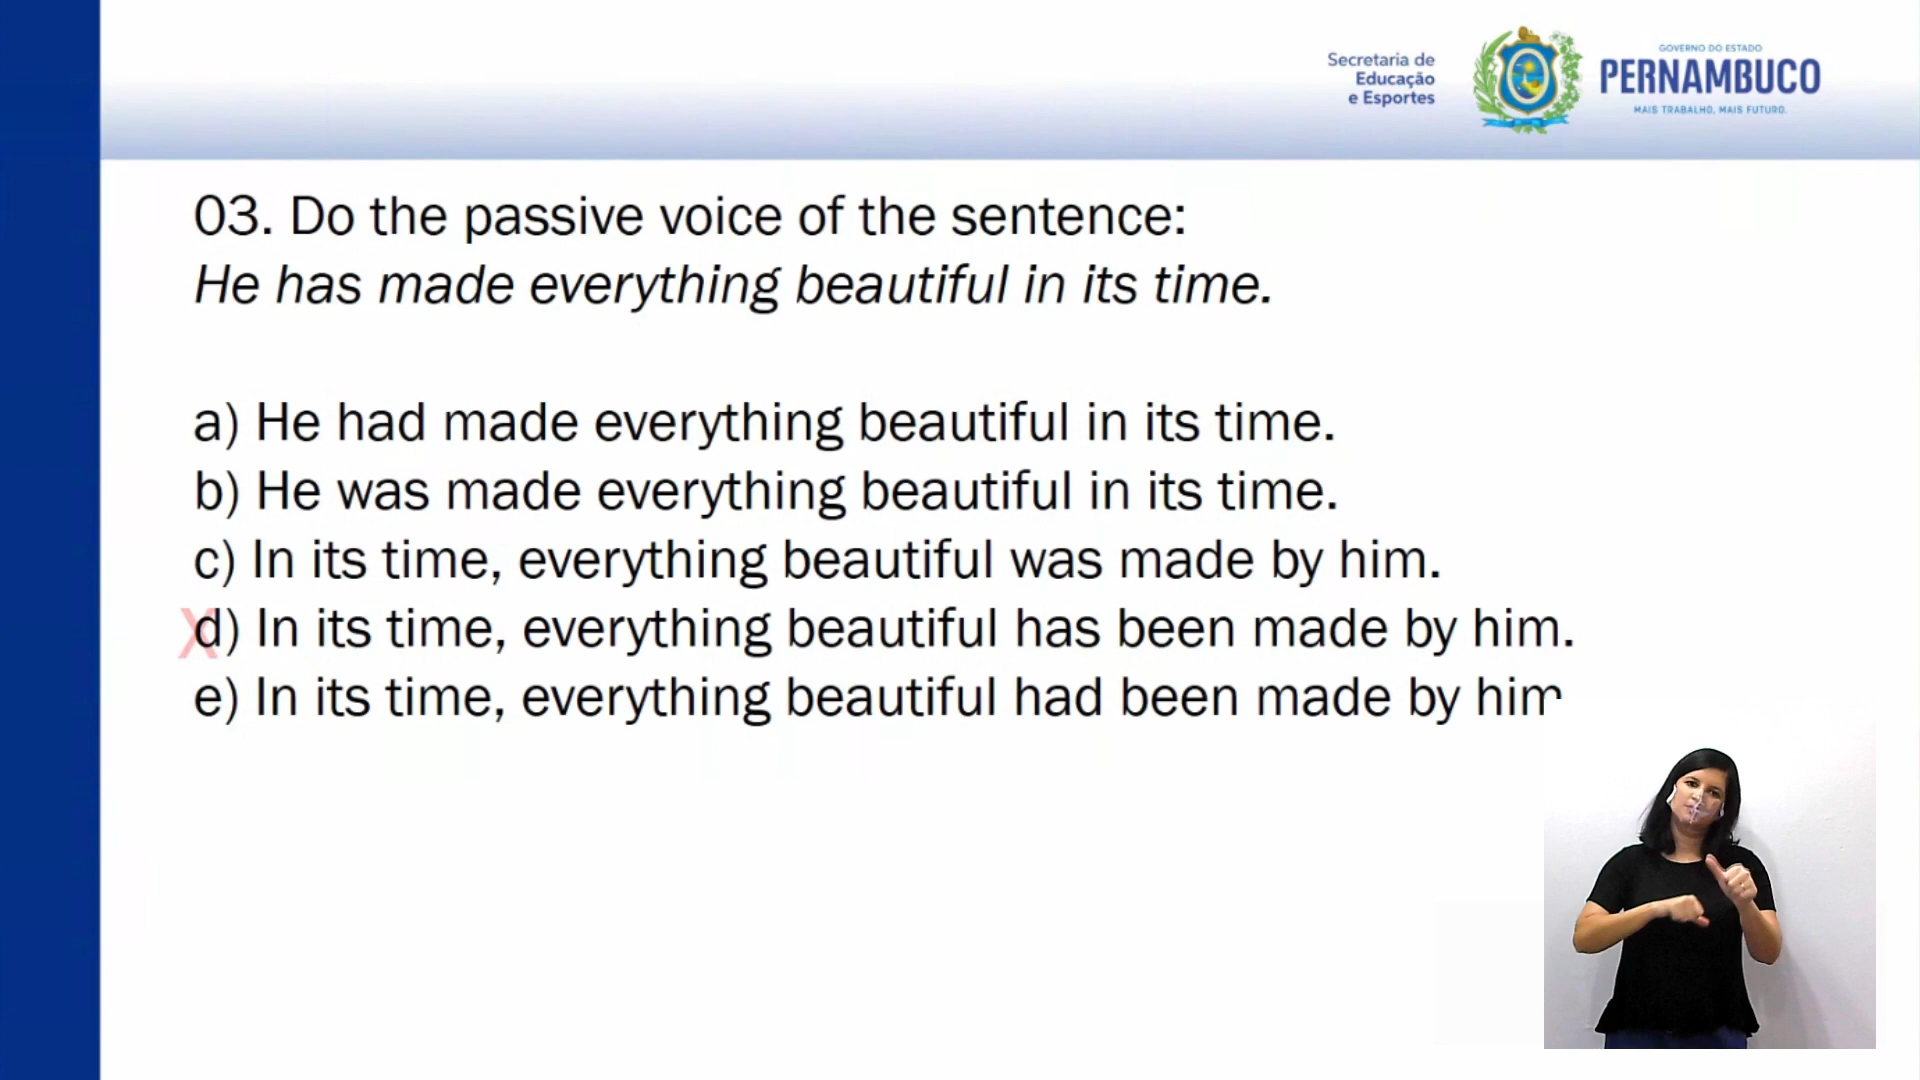 Secretaria de
Educação
e Esportes
GOVERNO DO ESTADO
PERNAMBUCO
MAIS TRABALHO, MAIS FUTURO.
03. Do the passive voice of the sentence:
He has made everything beautiful in its time.
a) He had made everything beautiful in its time.
b) He was made everything beautiful in its time.
c) In its time, everything beautiful was made by him.
X d) In its time, everything beautiful has been made by him.
e) In its time, everything beautiful had been made by him